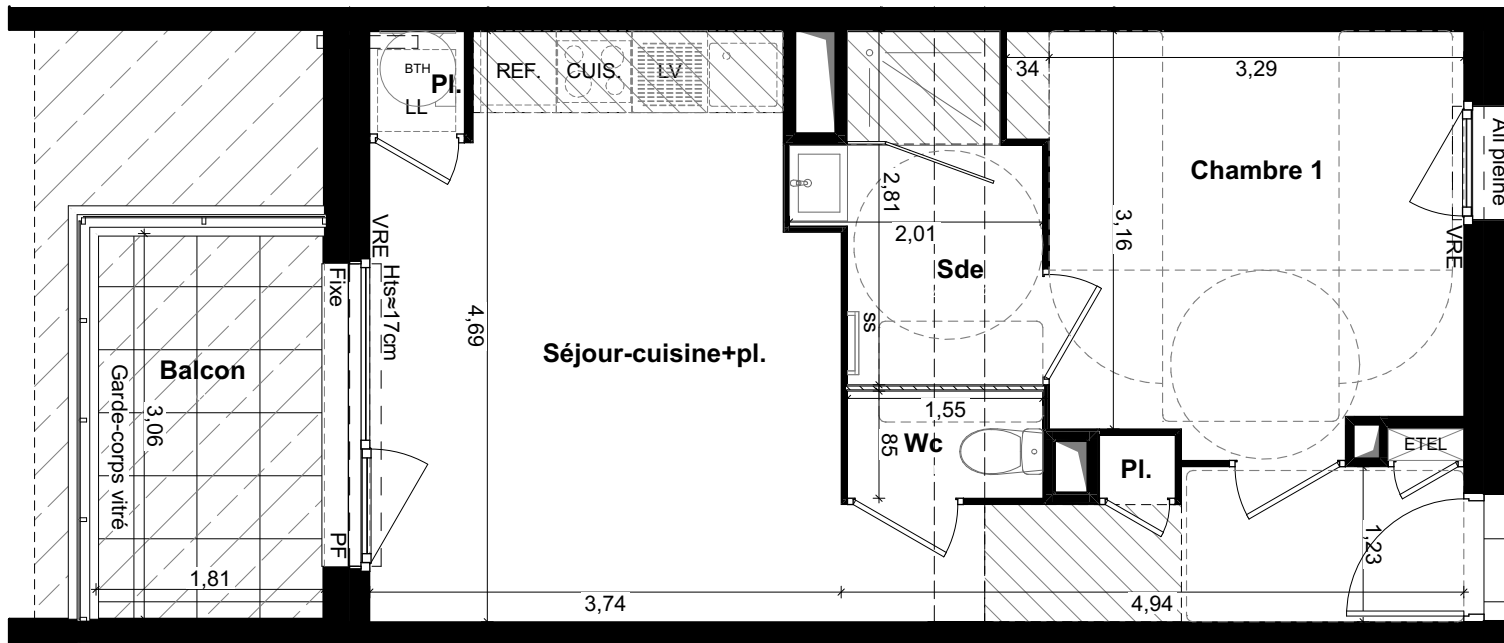 BTH
Pl.
LL
REF.
CUIS.
LV
34
3,29
All pleine
Chambre 1
VRE
3,16
2,81
2,01
Sde
ss
VRE
Hts≈17cm
Fixe
4,69
Séjour-cuisine+pl.
Balcon
Garde-corps vitré
3,06
1,55
Wc
85
Pl.
ETEL
PF
1,23
1,81
3,74
4,94